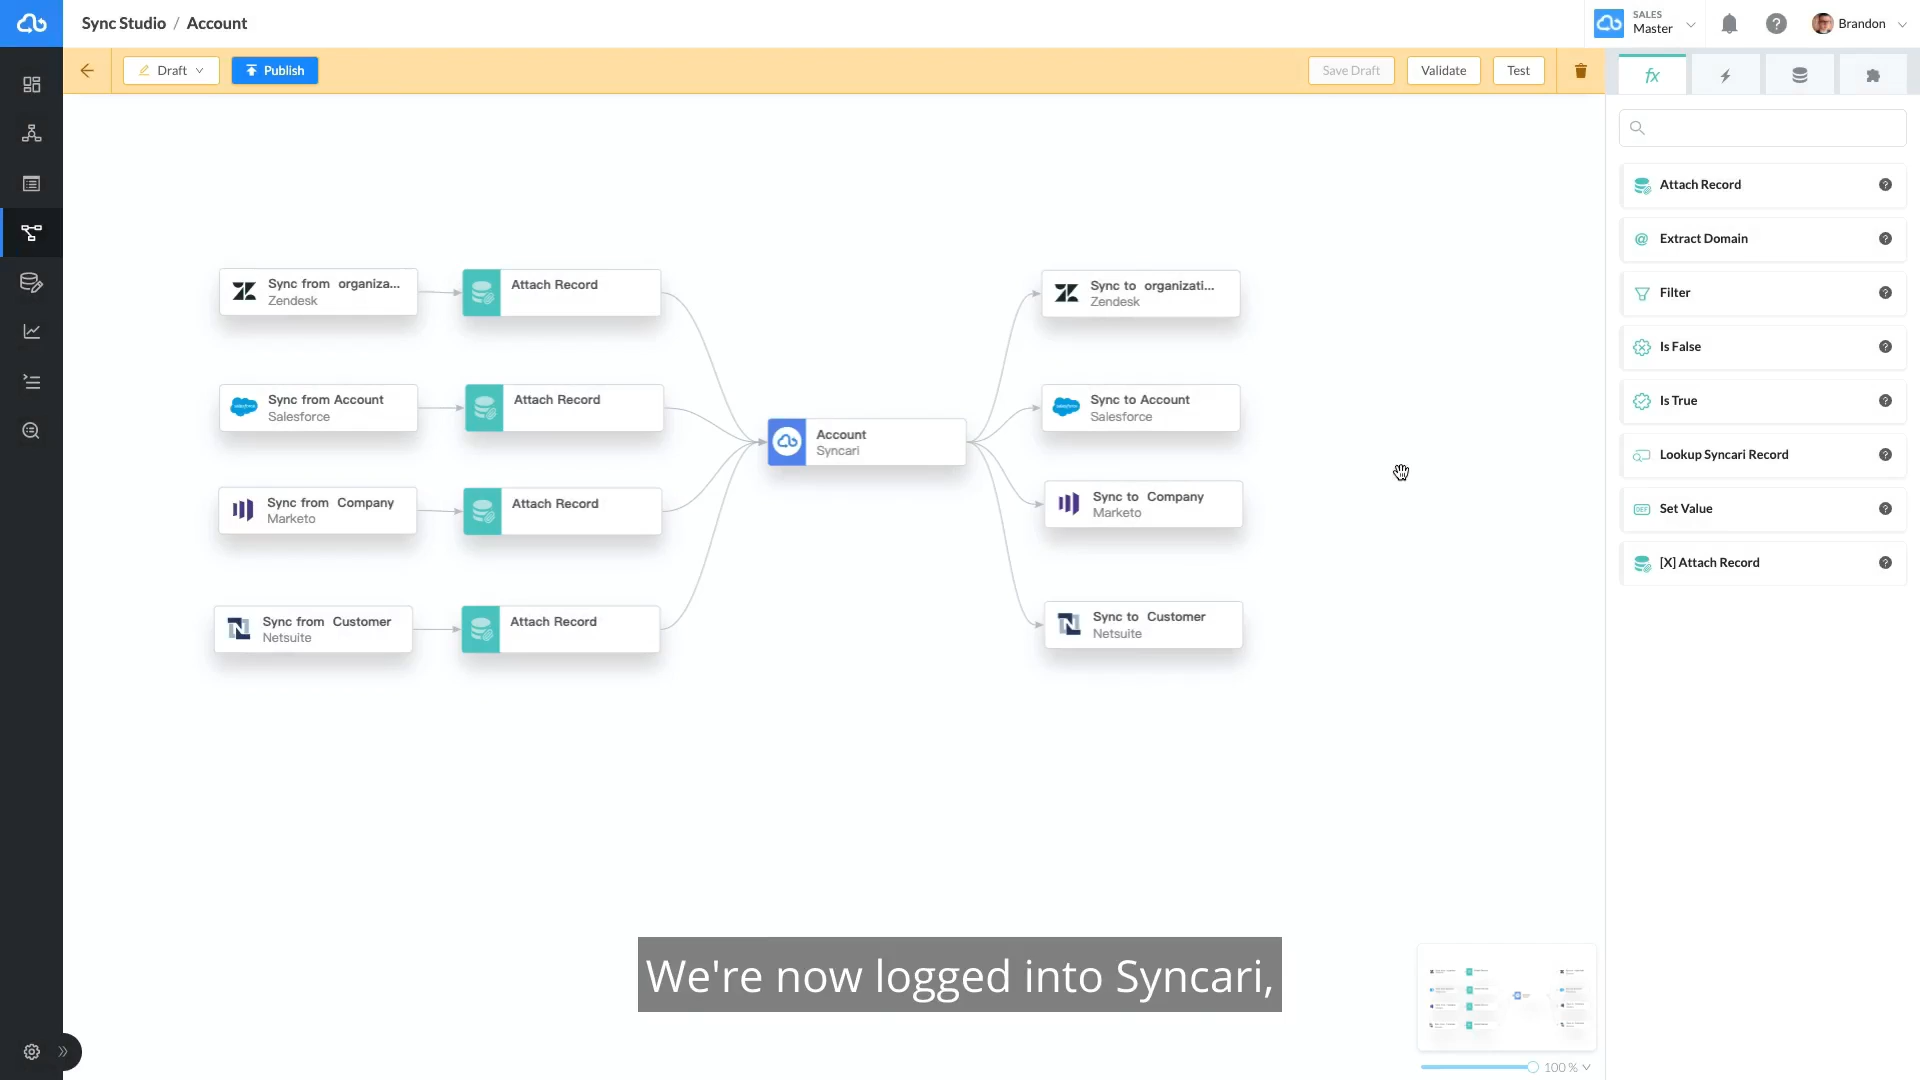 Sync Studio / Account
SALES
Master
Brandon
Draft
Publish
Save Draft
Validate
Test
fx
Attach Record
Extract Domain
Filter
Is False
Is True
Lookup Syncari Record
Set Value
[X] Attach Record
Sync from organiza...
Zendesk
Attach Record
Sync to organizati...
Zendesk
Sync from Account
Salesforce
Attach Record
Sync to Account
Salesforce
Account
Syncari
Sync from Company
Marketo
Attach Record
Sync to Company
Marketo
Sync from Customer
Netsuite
Attach Record
Sync to Customer
Netsuite
We're now logged into Syncari,
100 %